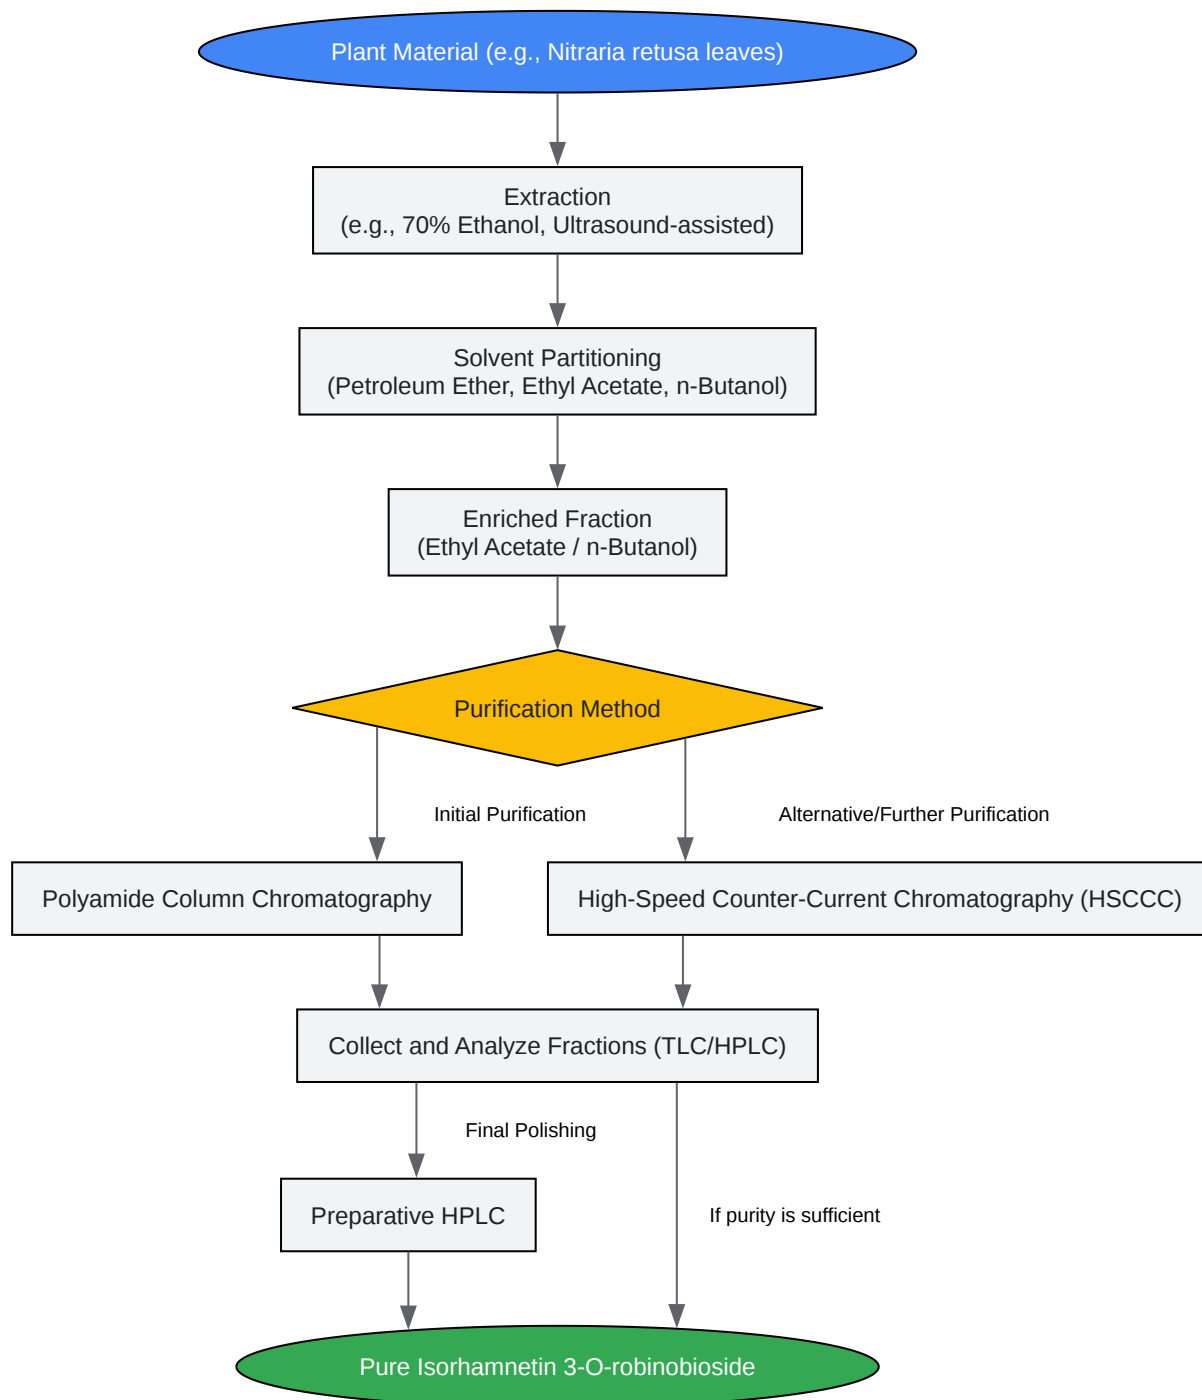 Plant Material (e.g., Nitraria retusa leaves)
Extraction
(e.g., 70% Ethanol, Ultrasound-assisted)
Solvent Partitioning
(Petroleum Ether, Ethyl Acetate, n-Butanol)
Enriched Fraction
(Ethyl Acetate / n-Butanol)
Purification Method
Initial Purification
Alternative/Further Purification
Polyamide Column Chromatography
High-Speed Counter-Current Chromatography (HSCCC)
Collect and Analyze Fractions (TLC/HPLC)
Final Polishing
Preparative HPLC
If purity is sufficient
Pure Isorhamnetin 3-O-robinobioside